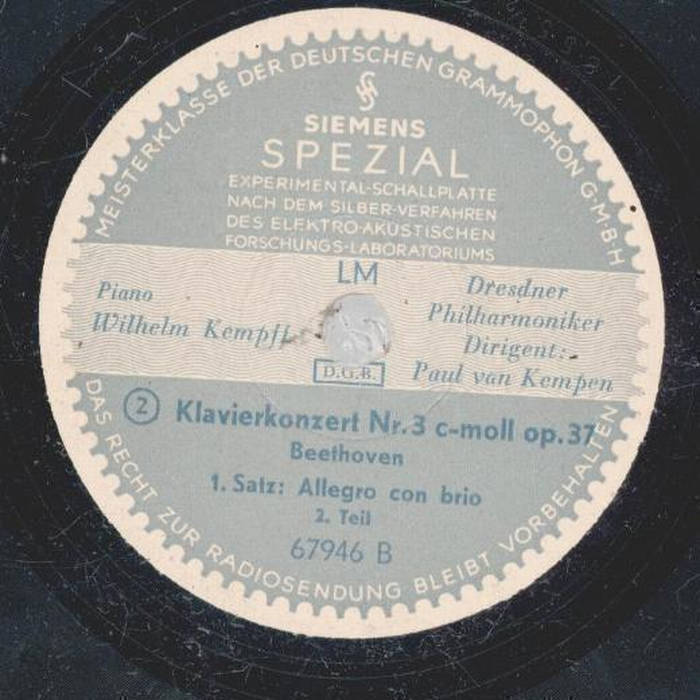 MEISTERKLASSE DER DEUTSCHEN GRAMMOPHON G·M·B·H
SIEMENS
SPEZIAL
EXPERIMENTAL-SCHALLPLATTE
NACH DEM SILBER-VERFAHREN
DES ELEKTRO-AKUSTISCHEN
FORSCHUNGS-LABORATORIUMS
LM
Piano
Wilhelm Kempff
Dresdner
Philharmoniker
Dirigent:
Paul van Kempen
D.G.B.
2 Klavierkonzert Nr.3 c-moll op.37
Beethoven
1. Satz: Allegro con brio
2. Teil
67946 B
DAS RECHT ZUR RADIOSENDUNG BLEIBT VORBEHALTEN